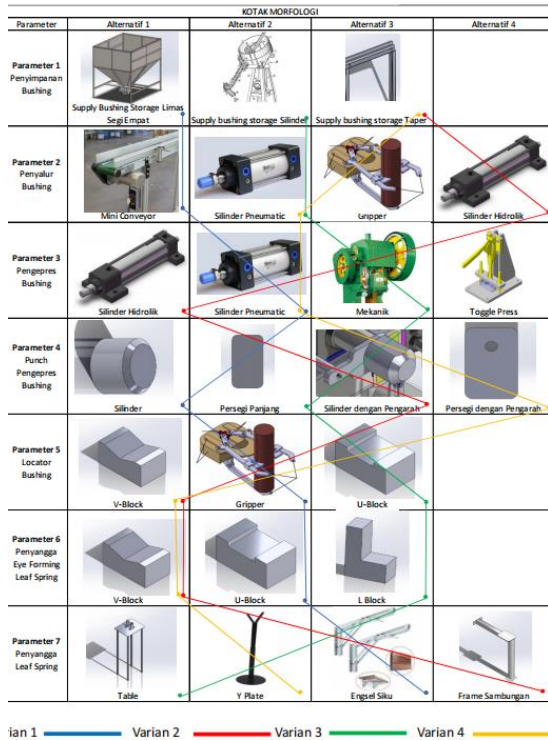 KOTAK MORFOLOGI
Parameter Alternatif 1 Alternatif 2 Alternatif 3 Alternatif 4
Parameter 1
Penyimpanan
Bushing
Supply Bushing Storage Limas
Segi Empat
Supply bushing storage Silinder
Supply bushing storage Taper
Parameter 2
Penyalur
Bushing
Mini Conveyor
Silinder Pneumatic
Gripper
Silinder Hidrolik
Parameter 3
Pengepres
Bushing
Silinder Hidrolik
Silinder Pneumatic
Mekanik
Toggle Press
Parameter 4
Punch
Pengepres
Bushing
Silinder
Persegi Panjang
Silinder dengan Pengarah
Persegi dengan Pengarah
Parameter 5
Locator
Bushing
V-Block
Gripper
U-Block
Parameter 6
Penyangga
Eye Forming
Leaf Spring
V-Block
U-Block
L Block
Parameter 7
Penyangga
Leaf Spring
Table
Y Plate
Engsel Siku
Frame Sambungan
rian 1 Varian 2 Varian 3 Varian 4